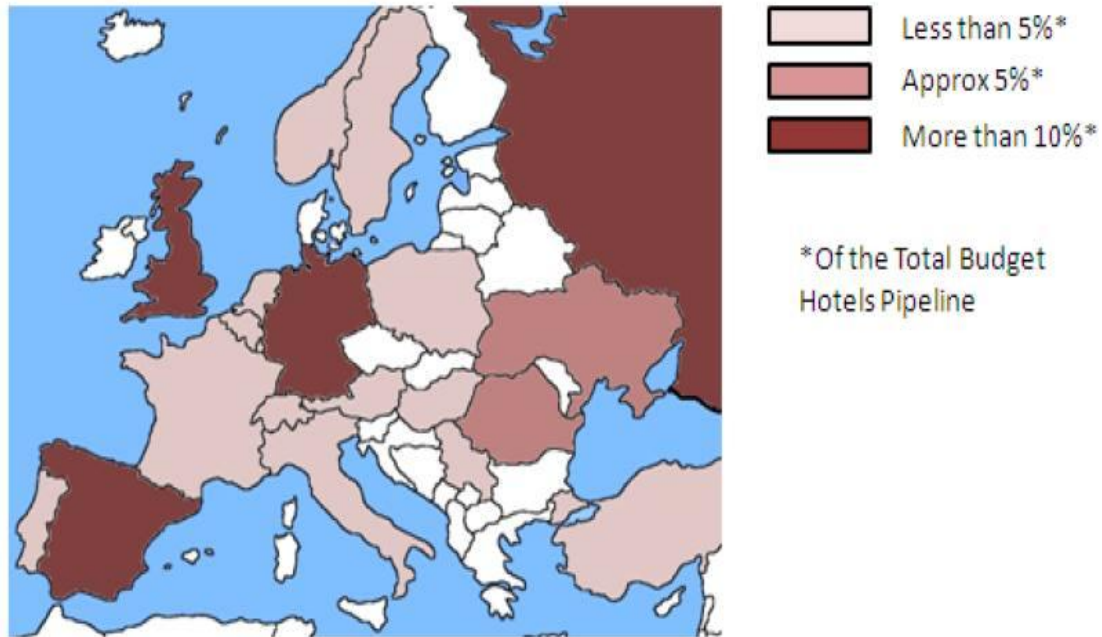 Less than 5%*
Approx 5%*
More than 10%*
*Of the Total Budget
Hotels Pipeline